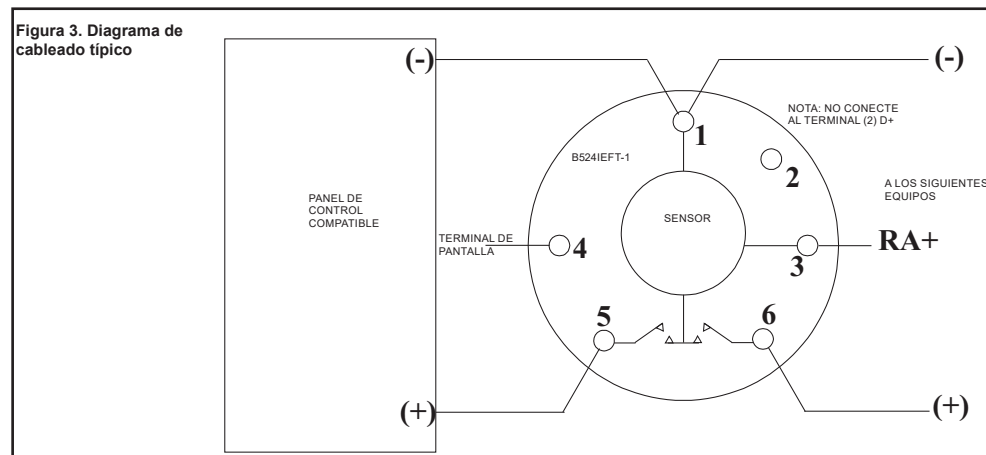 Figura 3. Diagrama de
cableado típico
(-)
(-)
NOTA: NO CONECTE
AL TERMINAL (2) D+
1
B524IEFT-1
2
A LOS SIGUIENTES
EQUIPOS
PANEL DE
CONTROL
COMPATIBLE
SENSOR
TERMINAL DE
PANTALLA
4
3
RA+
5
6
(+)
(+)